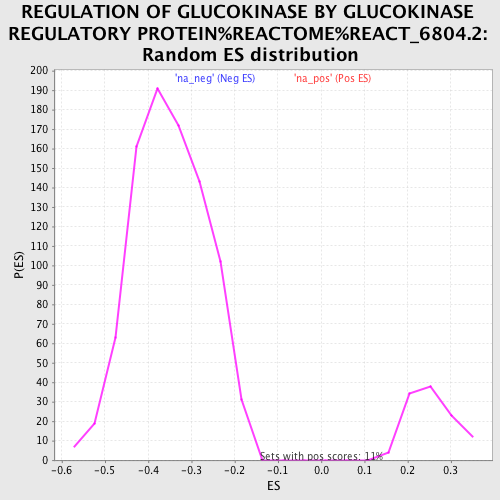 REGULATION OF GLUCOKINASE BY GLUCOKINASE
REGULATORY PROTEIN%REACTOME%REACT_6804.2:
Random ES distribution
'na_neg' (Neg ES) 'na_pos' (Pos ES)
200
190
180
170
160
150
140
130
120
110
100
90
80
70
60
50
40
30
20
10
0
P(ES)
Sets with pos scores: 11%
-0.6 -0.5 -0.4 -0.3 -0.2 -0.1 0.0 0.1 0.2 0.3
ES